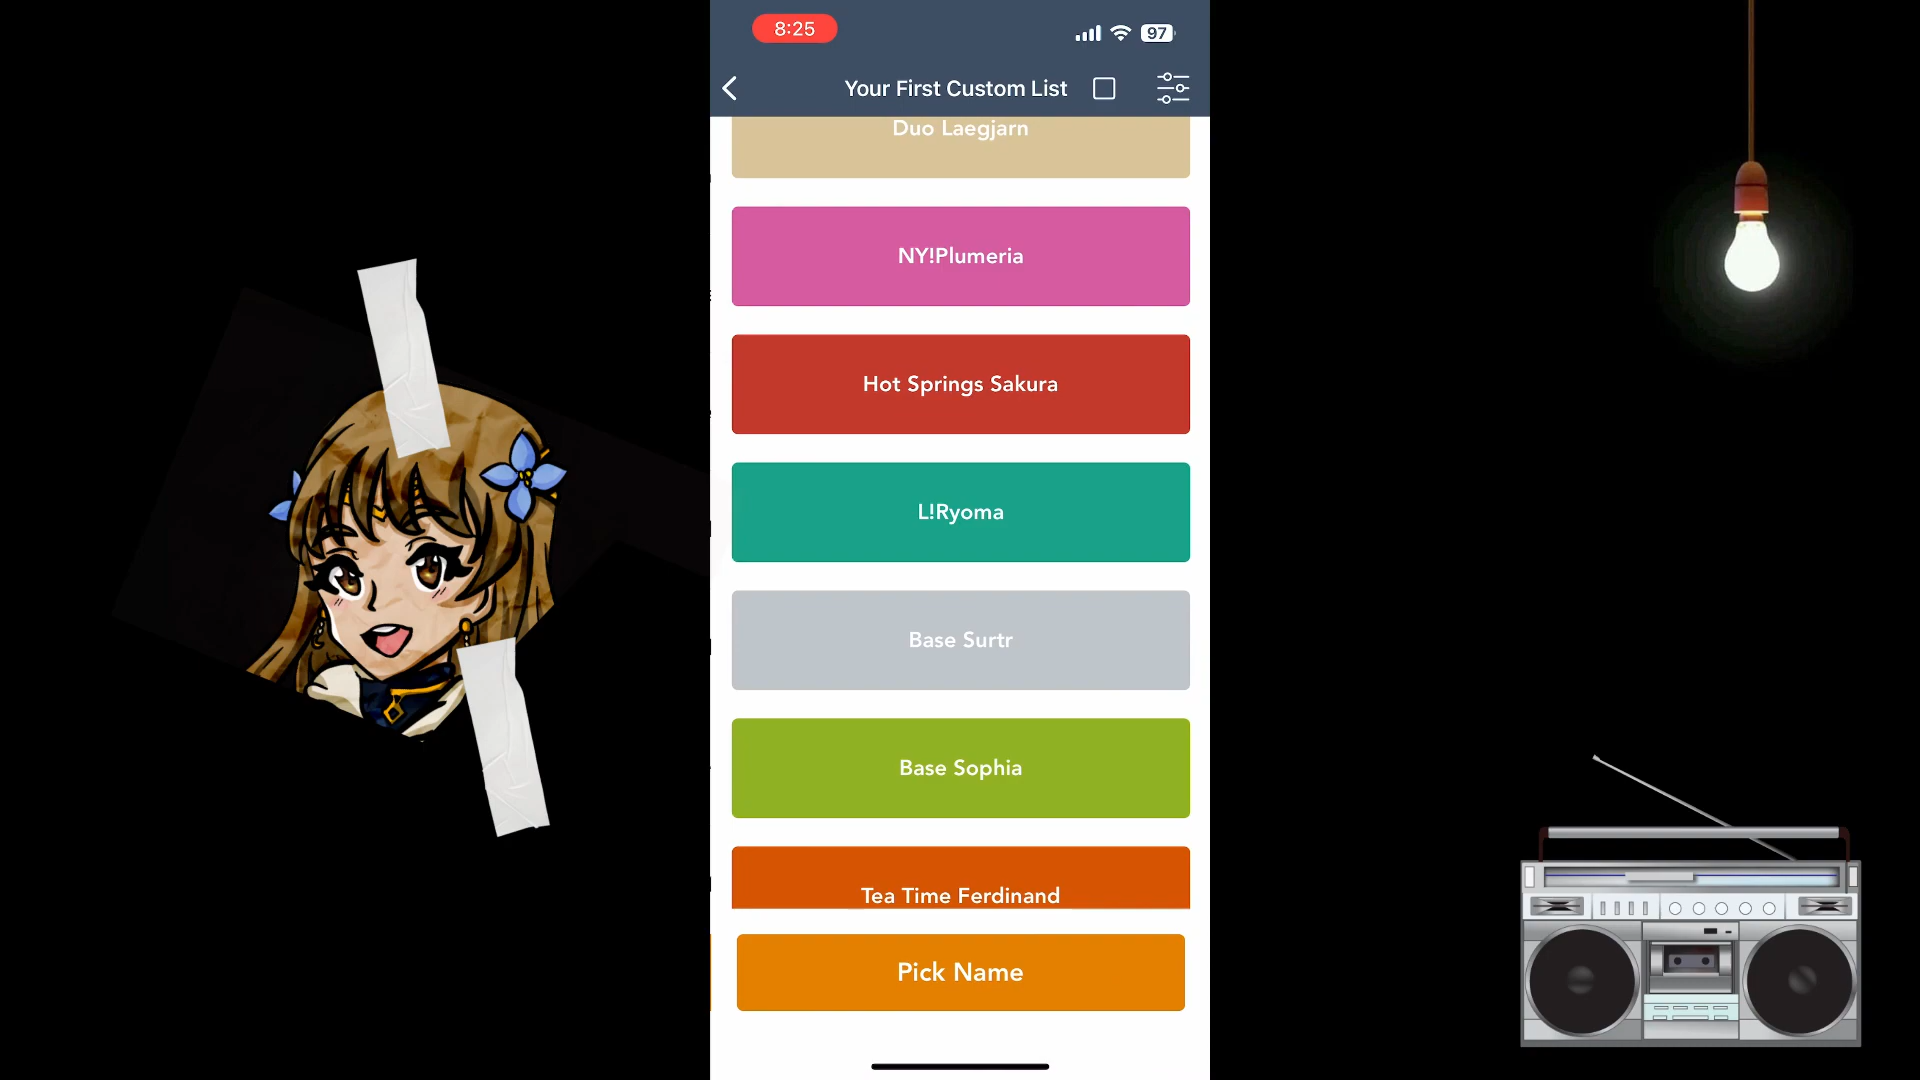 8:25
97
Your First Custom List
Duo Laegjarn
NY!Plumeria
Hot Springs Sakura
L!Ryoma
Base Surtr
Base Sophia
Tea Time Ferdinand
Pick Name